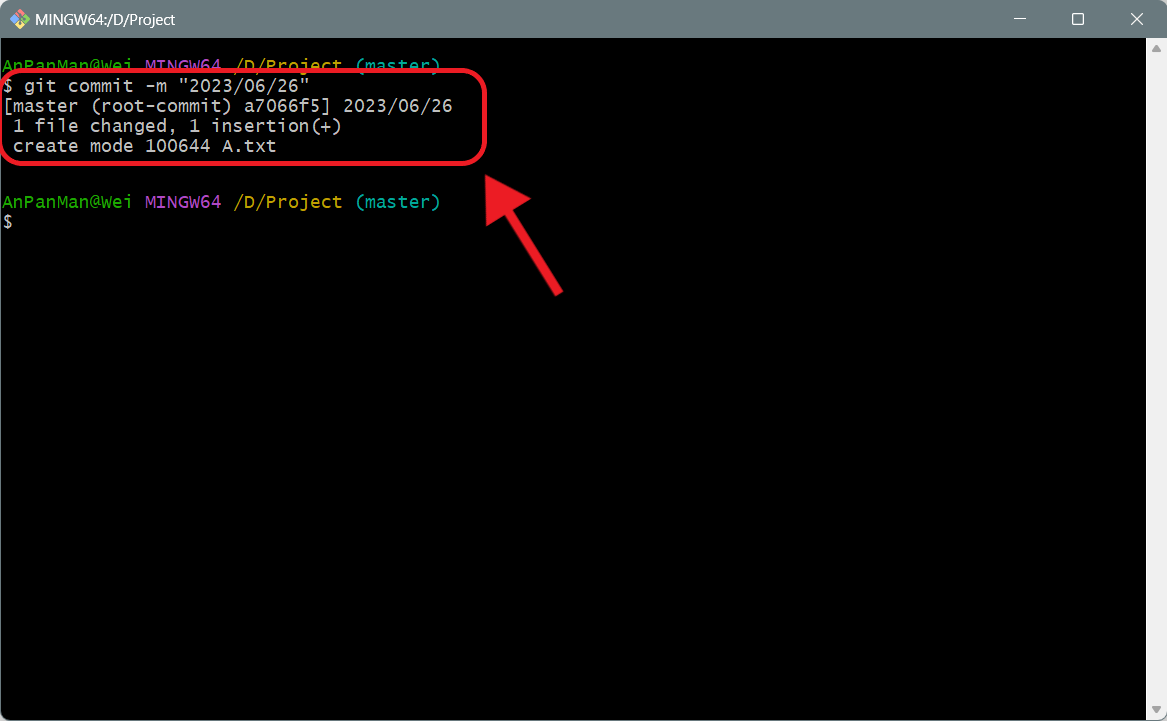 MINGW64:/D/Project
AnPanMan@Wei MINGW64 /D/Project (master)
$ git commit -m "2023/06/26"
[master (root-commit) a7066f5] 2023/06/26
 1 file changed, 1 insertion(+)
 create mode 100644 A.txt
AnPanMan@Wei MINGW64 /D/Project (master)
$